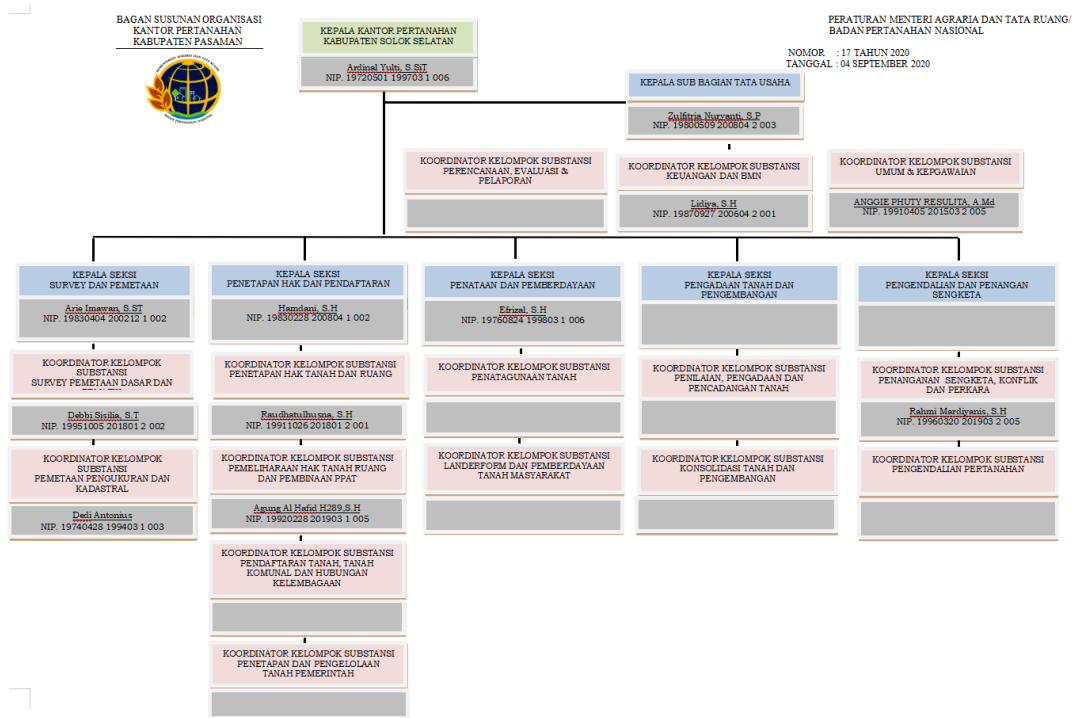 BAGAN SUSUNAN ORGANISASI
KANTOR PERTANAHAN
KABUPATEN PASAMAN
KEMENTERIAN AGRARIA DAN TATA RUANG
BADAN PERTANAHAN NASIONAL
PERATURAN MENTERI AGRARIA DAN TATA RUANG/
BADAN PERTANAHAN NASIONAL
NOMOR : 17 TAHUN 2020
TANGGAL : 04 SEPTEMBER 2020
KEPALA KANTOR PERTANAHAN
KABUPATEN SOLOK SELATAN
Ardinal Yulti, S.SiT
NIP. 19720501 199703 1 006
KEPALA SUB BAGIAN TATA USAHA
Zulfitria Nuryanti, S.P
NIP. 19800509 200804 2 003
KOORDINATOR KELOMPOK SUBSTANSI
PERENCANAAN, EVALUASI &
PELAPORAN
KOORDINATOR KELOMPOK SUBSTANSI
KEUANGAN DAN BMN
Lidiya, S.H
NIP. 19870927 200604 2 001
KOORDINATOR KELOMPOK SUBSTANSI
UMUM & KEPGAWAIAN
ANGGIE PHUTY RESULITA, A.Md
NIP. 19910405 201503 2 005
KEPALA SEKSI
SURVEY DAN PEMETAAN
Arie Imawan, S.ST
NIP. 19830404 200212 1 002
KOORDINATOR KELOMPOK
SUBSTANSI
SURVEY PEMETAAN DASAR DAN
Debbi Sisilia, S.T
NIP. 19951005 201801 2 002
KOORDINATOR KELOMPOK
SUBSTANSI
PEMETAAN PENGUKURAN DAN
KADASTRAL
Dedi Antonius
NIP. 19740428 199403 1 003
KEPALA SEKSI
PENETAPAN HAK DAN PENDAFTARAN
Hamdani, S.H
NIP. 19830228 200804 1 002
KOORDINATOR KELOMPOK SUBSTANSI
PENETAPAN HAK TANAH DAN RUANG
Raudhatulhusna, S.H
NIP. 19911026 201801 2 001
KOORDINATOR KELOMPOK SUBSTANSI
PEMELIHARAAN HAK TANAH RUANG
DAN PEMBINAAN PPAT
Agung Al Hafid H289,S.H
NIP. 19920228 201903 1 005
KOORDINATOR KELOMPOK SUBSTANSI
PENDAFTARAN TANAH, TANAH
KOMUNAL DAN HUBUNGAN
KELEMBAGAAN
KOORDINATOR KELOMPOK SUBSTANSI
PENETAPAN DAN PENGELOLAAN
TANAH PEMERINTAH
KEPALA SEKSI
PENATAAN DAN PEMBERDAYAAN
Efrizal, S.H
NIP. 19760824 199803 1 006
KOORDINATOR KELOMPOK SUBSTANSI
PENATAGUNAAN TANAH
KOORDINATOR KELOMPOK SUBSTANSI
LANDERFORM DAN PEMBERDAYAAN
TANAH MASYARAKAT
KEPALA SEKSI
PENGADAAN TANAH DAN
PENGEMBANGAN
KOORDINATOR KELOMPOK SUBSTANSI
PENILAIAN, PENGADAAN DAN
PENCADANGAN TANAH
KOORDINATOR KELOMPOK SUBSTANSI
KONSOLIDASI TANAH DAN
PENGEMBANGAN
KEPALA SEKSI
PENGENDALIAN DAN PENANGAN
SENGKETA
KOORDINATOR KELOMPOK SUBSTANSI
PENANGANAN SENGKETA, KONFLIK
DAN PERKARA
Rahmi Mardiyanis, S.H
NIP. 19960320 201903 2 005
KOORDINATOR KELOMPOK SUBSTANSI
PENGENDALIAN PERTANAHAN